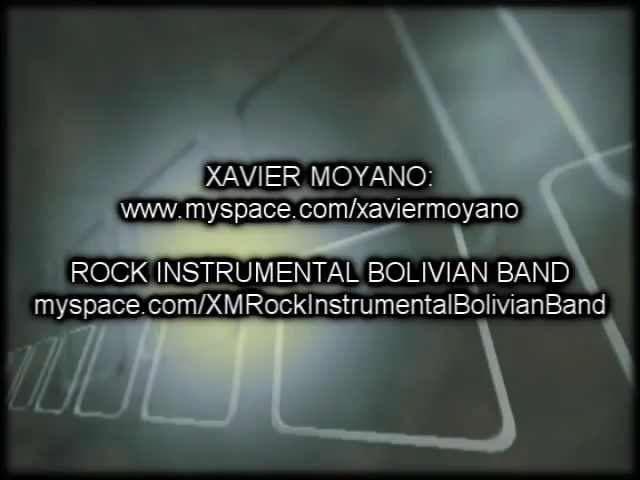 XAVIER MOYANO:
www.myspace.com/xaviermoyano
ROCK INSTRUMENTAL BOLIVIAN BAND
myspace.com/XMRockInstrumentalBolivianBand